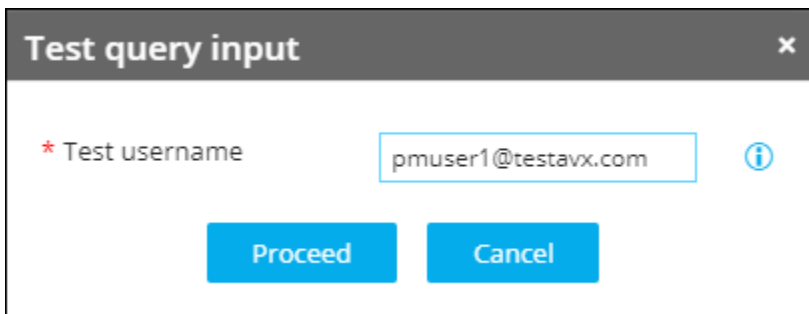 Test query input ×
* Test username pmuser1@testavx.com
Proceed Cancel